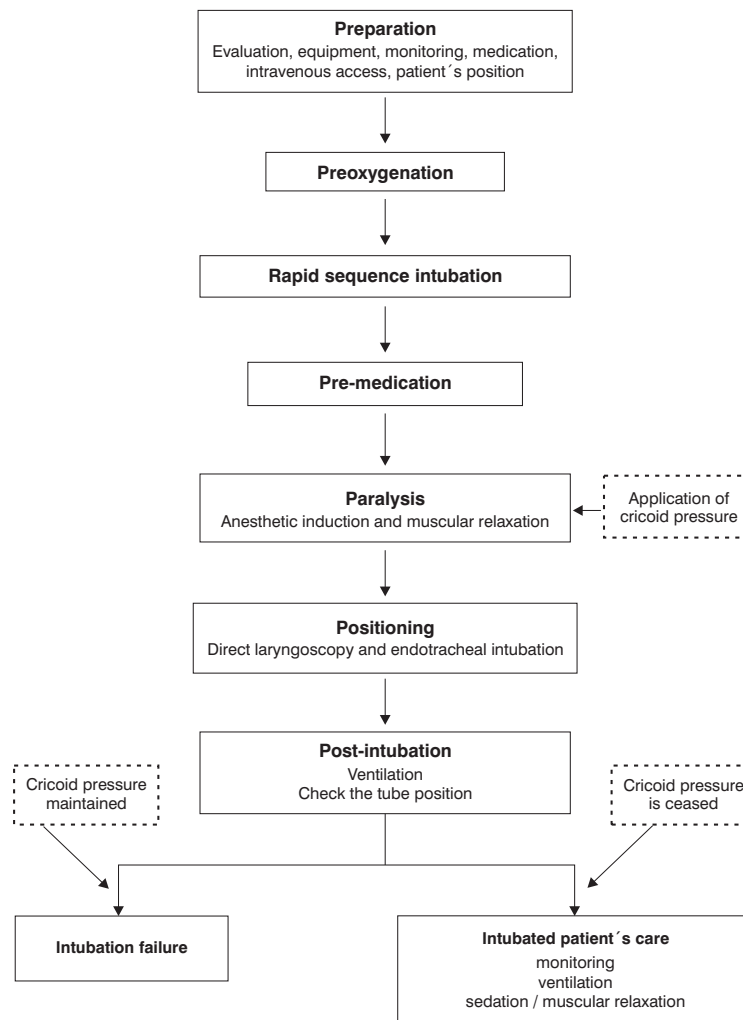 Preparation
Evaluation, equipment, monitoring, medication,
intravenous access, patient´s position
Preoxygenation
Rapid sequence intubation
Pre-medication
Paralysis
Anesthetic induction and muscular relaxation
Application of
cricoid pressure
Positioning
Direct laryngoscopy and endotracheal intubation
Post-intubation
Ventilation
Check the tube position
Cricoid pressure
maintained
Cricoid pressure
is ceased
Intubation failure
Intubated patient´s care
monitoring
ventilation
sedation / muscular relaxation